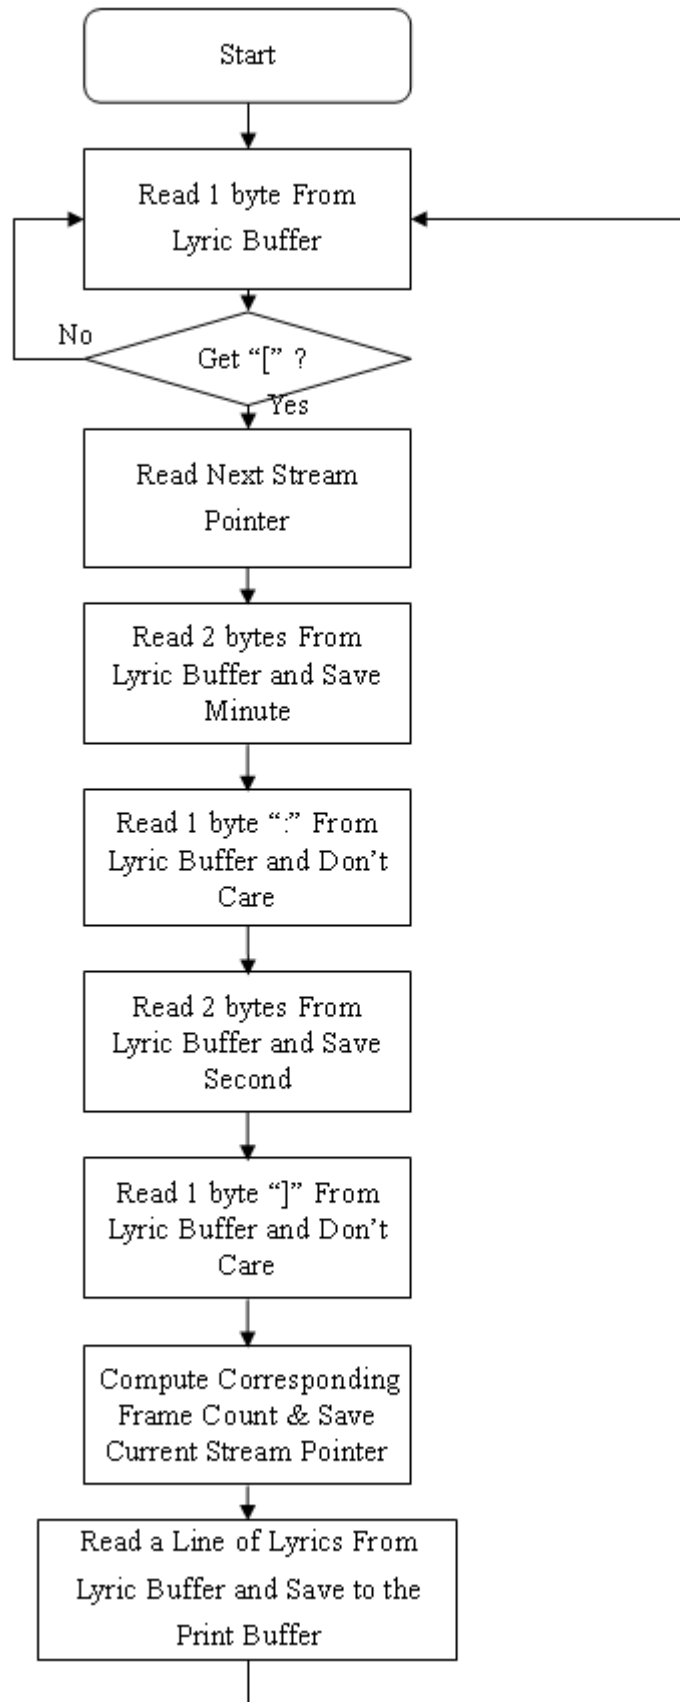 Start
Read 1 byte From
Lyric Buffer
No
Get “[” ?
Yes
Read Next Stream
Pointer
Read 2 bytes From
Lyric Buffer and Save
Minute
Read 1 byte “:” From
Lyric Buffer and Don’t
Care
Read 2 bytes From
Lyric Buffer and Save
Second
Read 1 byte “]” From
Lyric Buffer and Don’t
Care
Compute Corresponding
Frame Count & Save
Current Stream Pointer
Read a Line of Lyrics From
Lyric Buffer and Save to the
Print Buffer